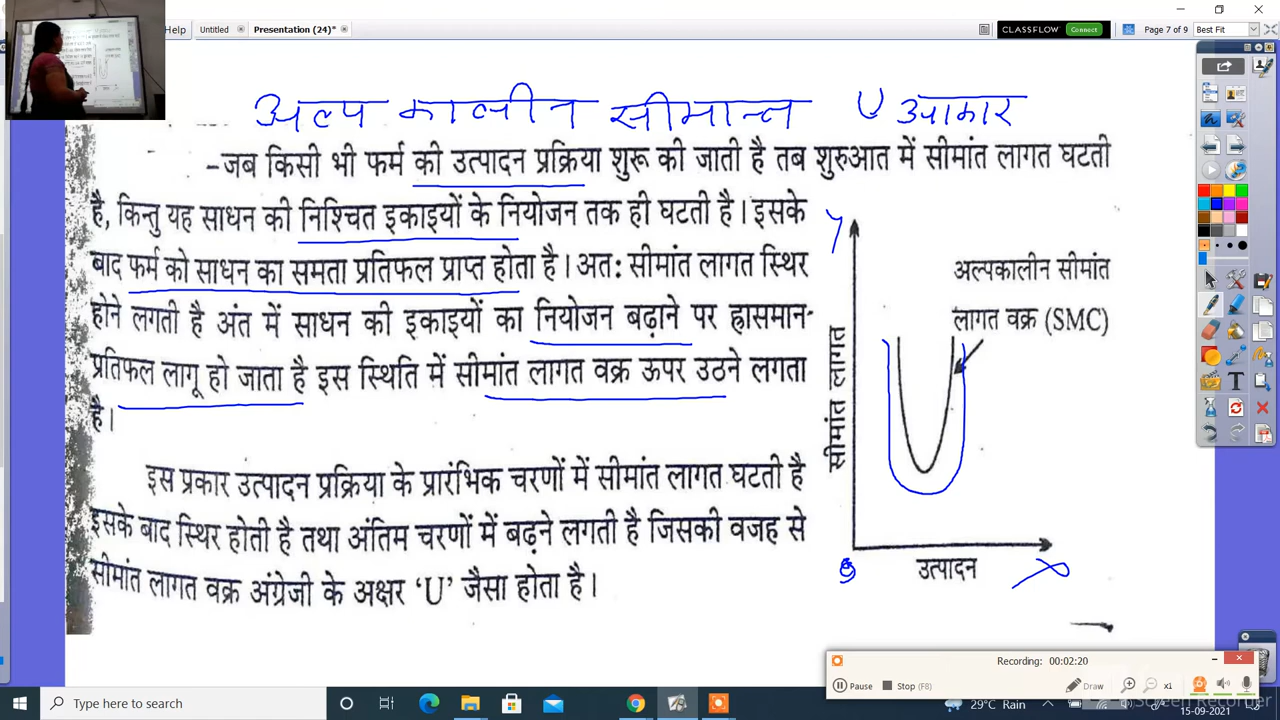 Help Untitled Presentation (24)* CLASSFLOW Connect Page 7 of 9 Best Fit
अल्प कालीन सीमान्त U आकार
-जब किसी भी फर्म की उत्पादन प्रक्रिया शुरू की जाती है तब शुरुआत में सीमांत लागत घटती
है, किन्तु यह साधन की निश्चित इकाइयों के नियोजन तक ही घटती है। इसके
बाद फर्म को साधन का समता प्रतिफल प्राप्त होता है। अत: सीमांत लागत स्थिर
होने लगती है अंत में साधन की इकाइयों का नियोजन बढ़ाने पर ह्रासमान-
प्रतिफल लागू हो जाता है इस स्थिति में सीमांत लागत वक्र ऊपर उठने लगता
है।
इस प्रकार उत्पादन प्रक्रिया के प्रारंभिक चरणों में सीमांत लागत घटती है
इसके बाद स्थिर होती है तथा अंतिम चरणों में बढ़ने लगती है जिसकी वजह से
सीमांत लागत वक्र अंग्रेजी के अक्षर ‘U’ जैसा होता है।
y
अल्पकालीन सीमांत
लागत वक्र (SMC)
सीमांत लागत
उत्पादन
x
Recording: 00:02:20
Pause Stop (F8) Draw x1
Screen Recorder
Type here to search
29°C Rain
15-09-2021